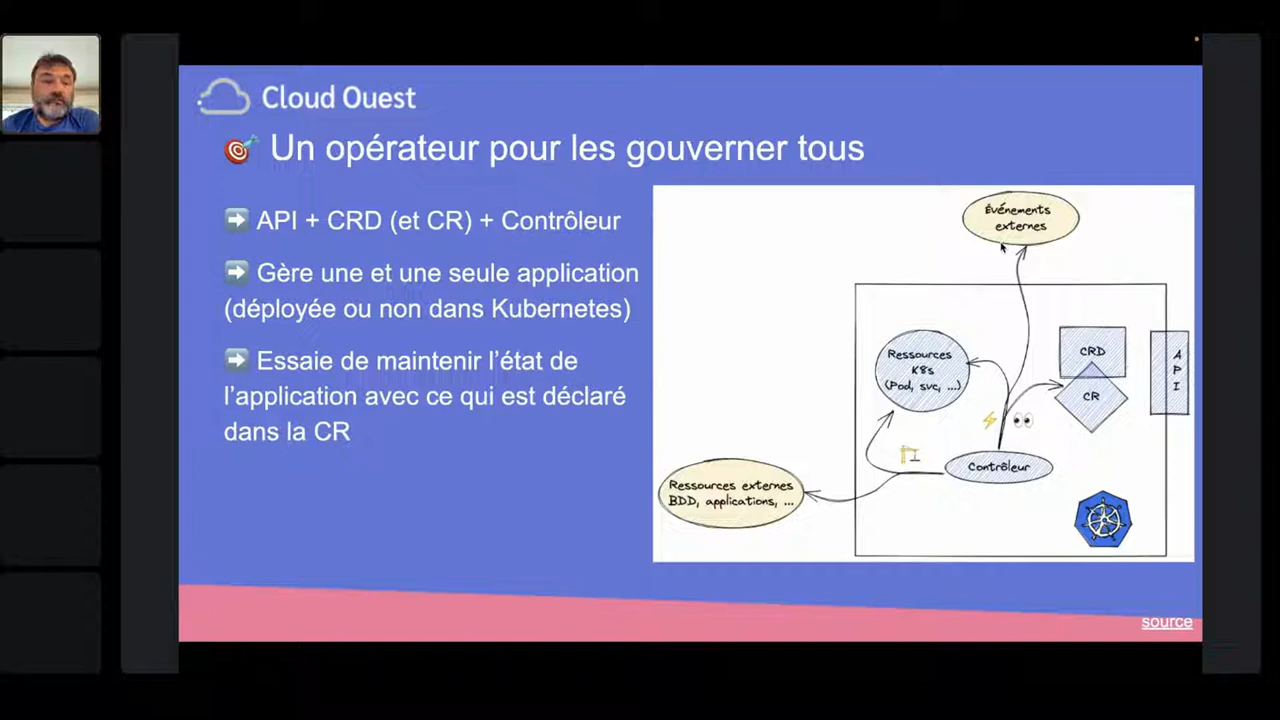 Cloud Ouest
Un opérateur pour les gouverner tous
API + CRD (et CR) + Contrôleur
Gère une et une seule application
(déployée ou non dans Kubernetes)
Essaie de maintenir l'état de
l'application avec ce qui est déclaré
dans la CR
Événements
externes
Ressources
K8s
(Pod, svc, ...)
CRD
CR
A
P
I
Contrôleur
Ressources externes
BDD, applications, ...
source